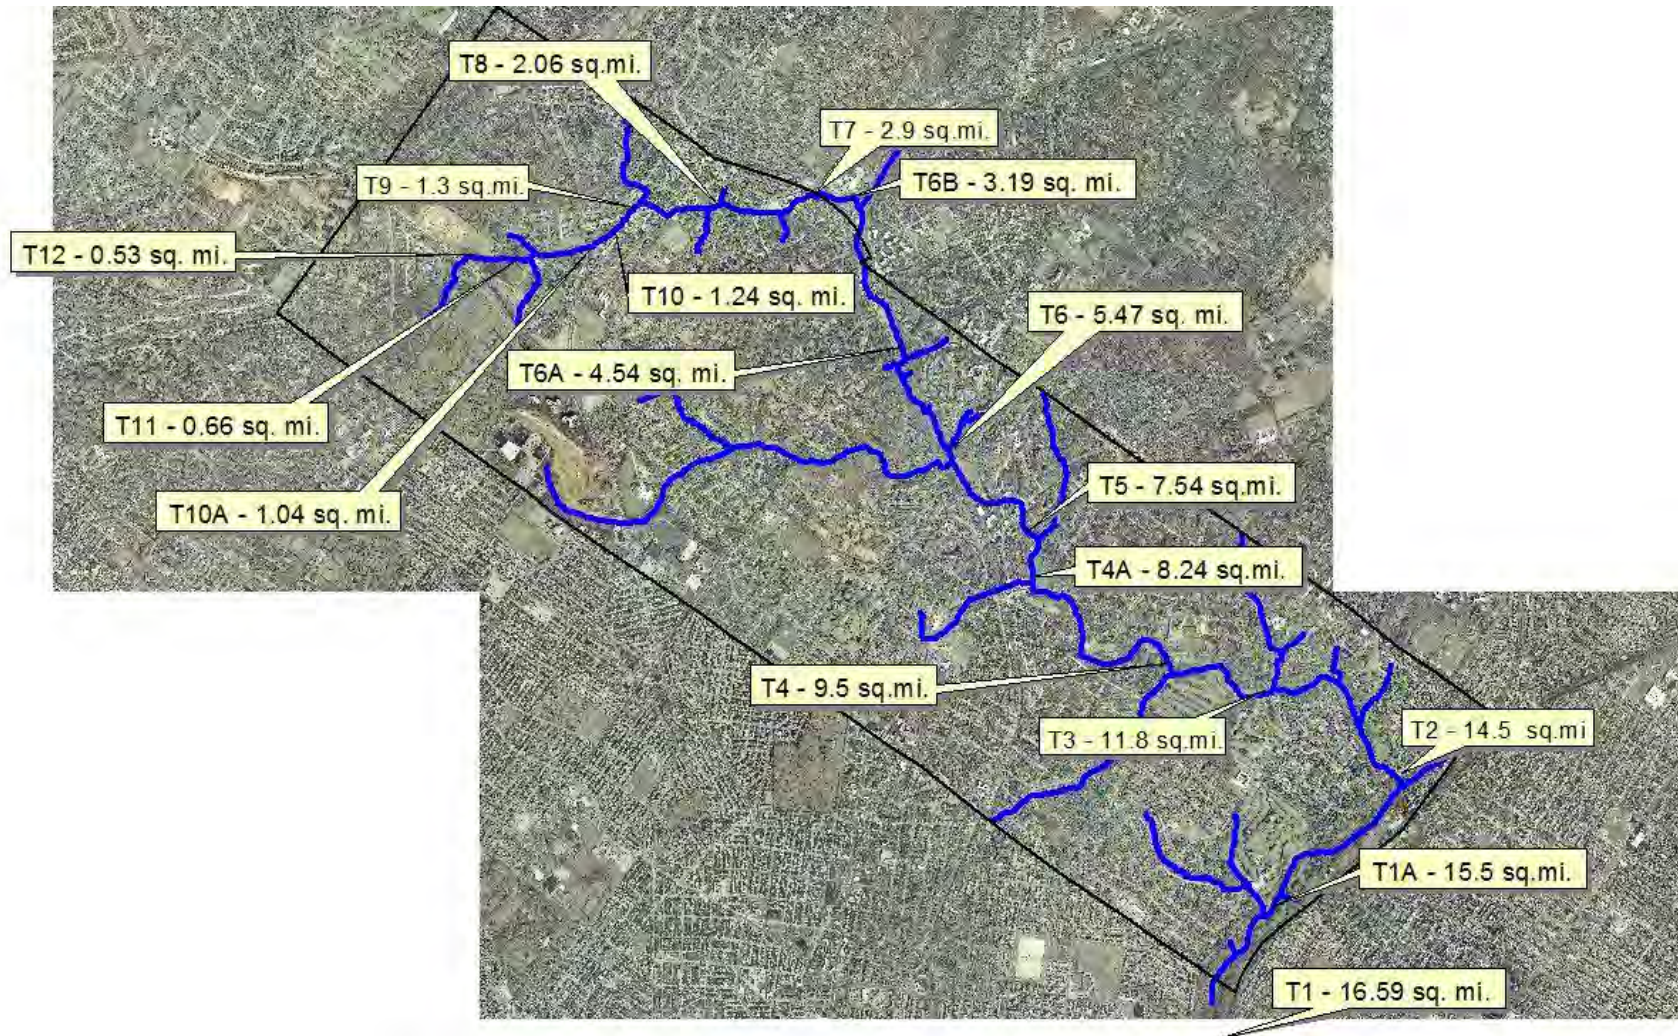 T8 - 2.06 sq.mi.
T7 - 2.9 sq.mi.
T9 - 1.3 sq.mi.
T6B - 3.19 sq. mi.
T12 - 0.53 sq. mi.
T10 - 1.24 sq. mi.
T6 - 5.47 sq. mi.
T6A - 4.54 sq. mi.
T11 - 0.66 sq. mi.
T5 - 7.54 sq.mi.
T10A - 1.04 sq. mi.
T4A - 8.24 sq.mi.
T4 - 9.5 sq.mi.
T3 - 11.8 sq.mi.
T2 - 14.5 sq.mi
T1A - 15.5 sq.mi.
T1 - 16.59 sq. mi.